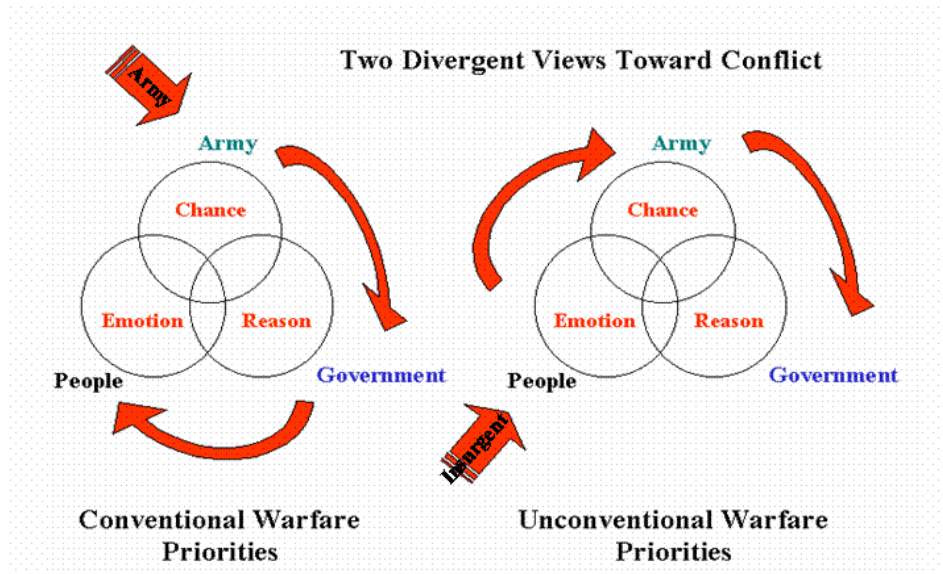 Two Divergent Views Toward Conflict
Army
Army
Chance
Emotion
Reason
People
Government
Conventional Warfare
Priorities
Army
Chance
Emotion
Reason
People
Government
Insurgent
Unconventional Warfare
Priorities